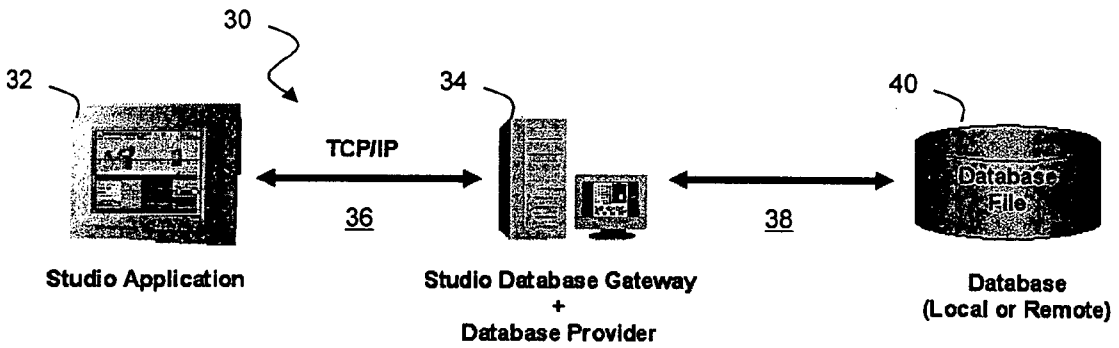 30
32
34
40
TCP/IP
36
38
Database
File
Studio Application
Studio Database Gateway
+
Database Provider
Database
(Local or Remote)